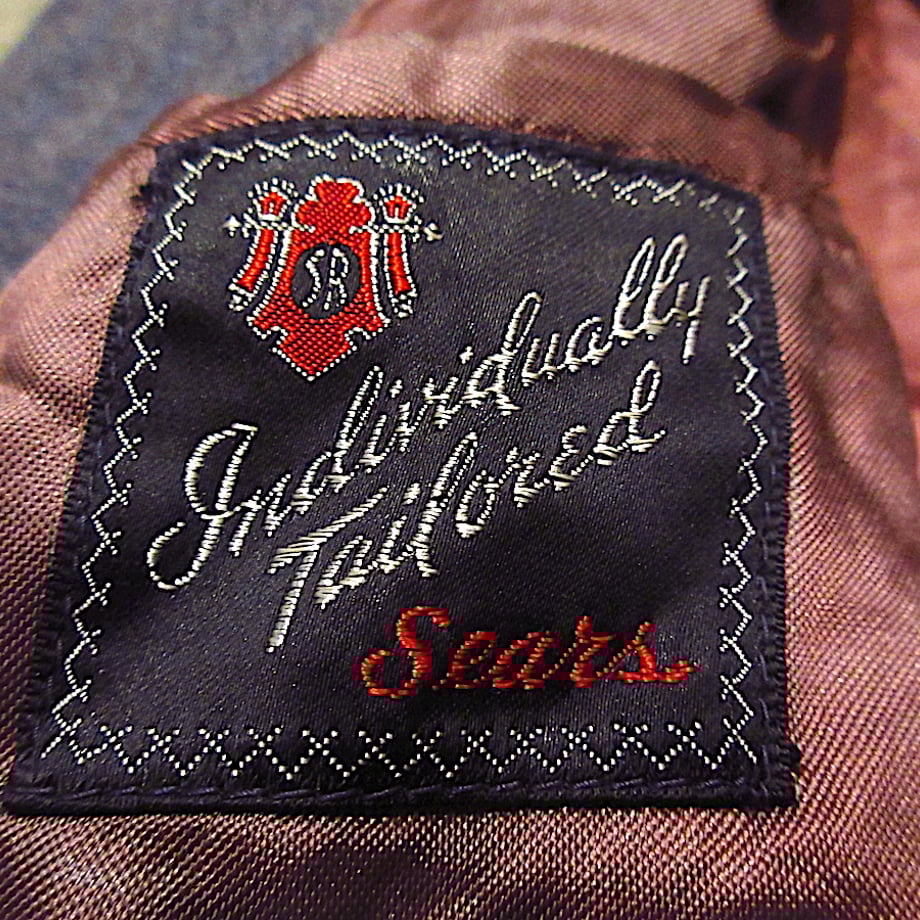 SR
Individually
Tailored
Sears